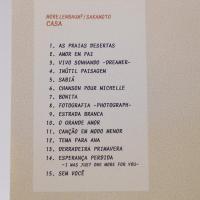 MORELENBAUM²/SAKAMOTO
CASA
1. AS PRAIAS DESERTAS
2. AMOR EM PAZ
3. VIVO SONHANDO -DREAMER-
4. INÚTIL PAISAGEM
5. SABIÁ
6. CHANSON POUR MICHELLE
7. BONITA
8. FOTOGRAFIA -PHOTOGRAPH-
9. ESTRADA BRANCA
10. O GRANDE AMOR
11. CANÇÃO EM MODO MENOR
12. TEMA PARA ANA
13. DERRADEIRA PRIMAVERA
14. ESPERANÇA PERDIDA
-I WAS JUST ONE MORE FOR YOU-
15. SEM VOCÊ